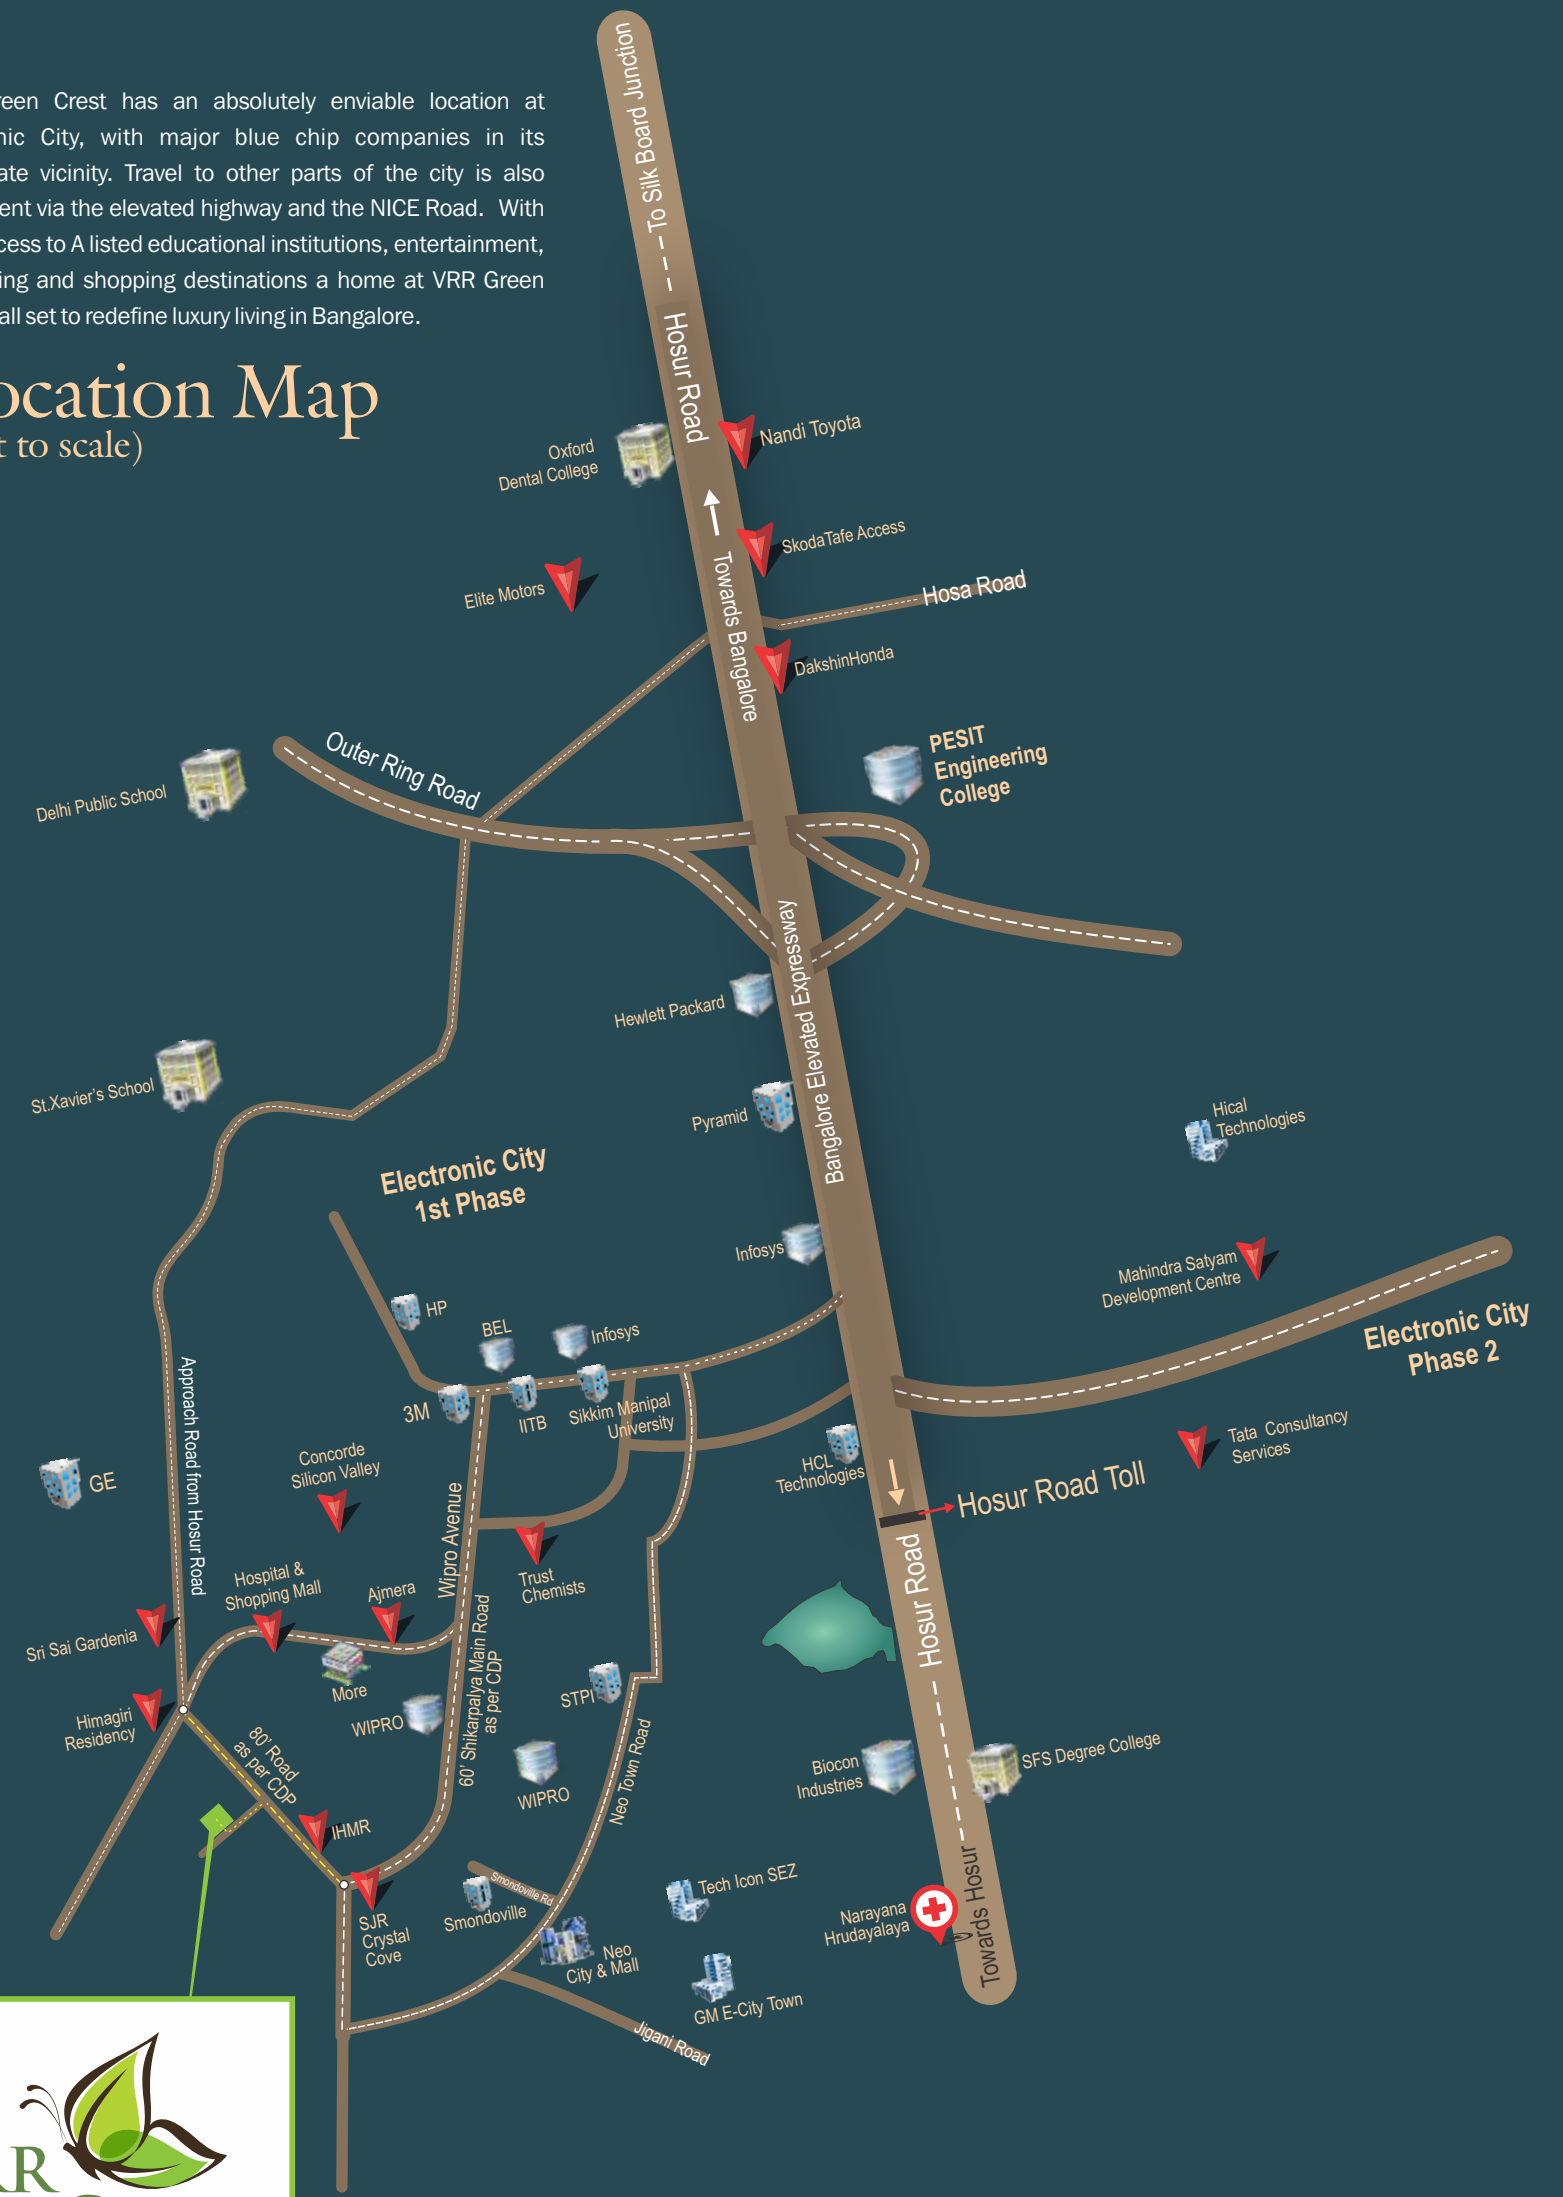 reen Crest has an absolutely enviable location at
nic City, with major blue chip companies in its
ate vicinity. Travel to other parts of the city is also
ent via the elevated highway and the NICE Road. With
cess to A listed educational institutions, entertainment,
ing and shopping destinations a home at VRR Green
all set to redefine luxury living in Bangalore.
ocation Map
t to scale)
To Silk Board Junction
Hosur Road
Oxford
Dental College
Nandi Toyota
SkodaTafe Access
Elite Motors
Towards Bangalore
Hosa Road
DakshinHonda
Outer Ring Road
PESIT
Engineering
College
Delhi Public School
Bangalore Elevated Expressway
Hewlett Packard
St.Xavier's School
Pyramid
Hical
Technologies
Electronic City
1st Phase
Infosys
Mahindra Satyam
Development Centre
Electronic City
Phase 2
HP
BEL
Infosys
3M
IITB
Sikkim Manipal
University
Approach Road from Hosur Road
GE
Concorde
Silicon Valley
HCL
Technologies
Tata Consultancy
Services
Hosur Road Toll
Wipro Avenue
Trust
Chemists
Hosur Road
Hospital &
Shopping Mall
Ajmera
Sri Sai Gardenia
60' Shikarpalya Main Road
as per CDP
More
STPI
Himagiri
Residency
WIPRO
80' Road
as per CDP
WIPRO
Neo Town Road
Biocon
Industries
SFS Degree College
IHMR
Smondoville Rd
Smondoville
Tech Icon SEZ
SJR
Crystal
Cove
Narayana
Hrudayalaya
Towards Hosur
Neo
City & Mall
GM E-City Town
Jigani Road
R